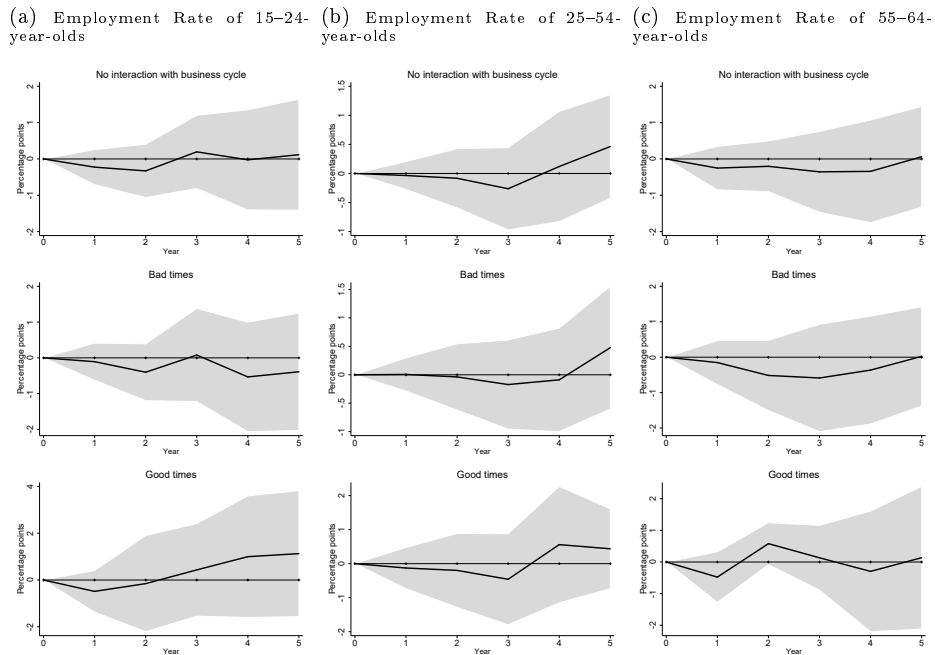 (a) Employment Rate of 15–24-
year-olds
(b) Employment Rate of 25–54-
year-olds
(c) Employment Rate of 55–64-
year-olds
No interaction with business cycle
Percentage points
2
1
0
-1
-2
0 1 2 3 4 5
Year
No interaction with business cycle
Percentage points
1.5
1
.5
0
-.5
-1
0 1 2 3 4 5
Year
No interaction with business cycle
Percentage points
2
1
0
-1
-2
0 1 2 3 4 5
Year
Bad times
Percentage points
2
1
0
-1
-2
0 1 2 3 4 5
Year
Bad times
Percentage points
1.5
1
.5
0
-.5
-1
0 1 2 3 4 5
Year
Bad times
Percentage points
2
1
0
-1
-2
0 1 2 3 4 5
Year
Good times
Percentage points
4
2
0
-2
0 1 2 3 4 5
Year
Good times
Percentage points
2
1
0
-1
-2
0 1 2 3 4 5
Year
Good times
Percentage points
2
1
0
-1
-2
0 1 2 3 4 5
Year